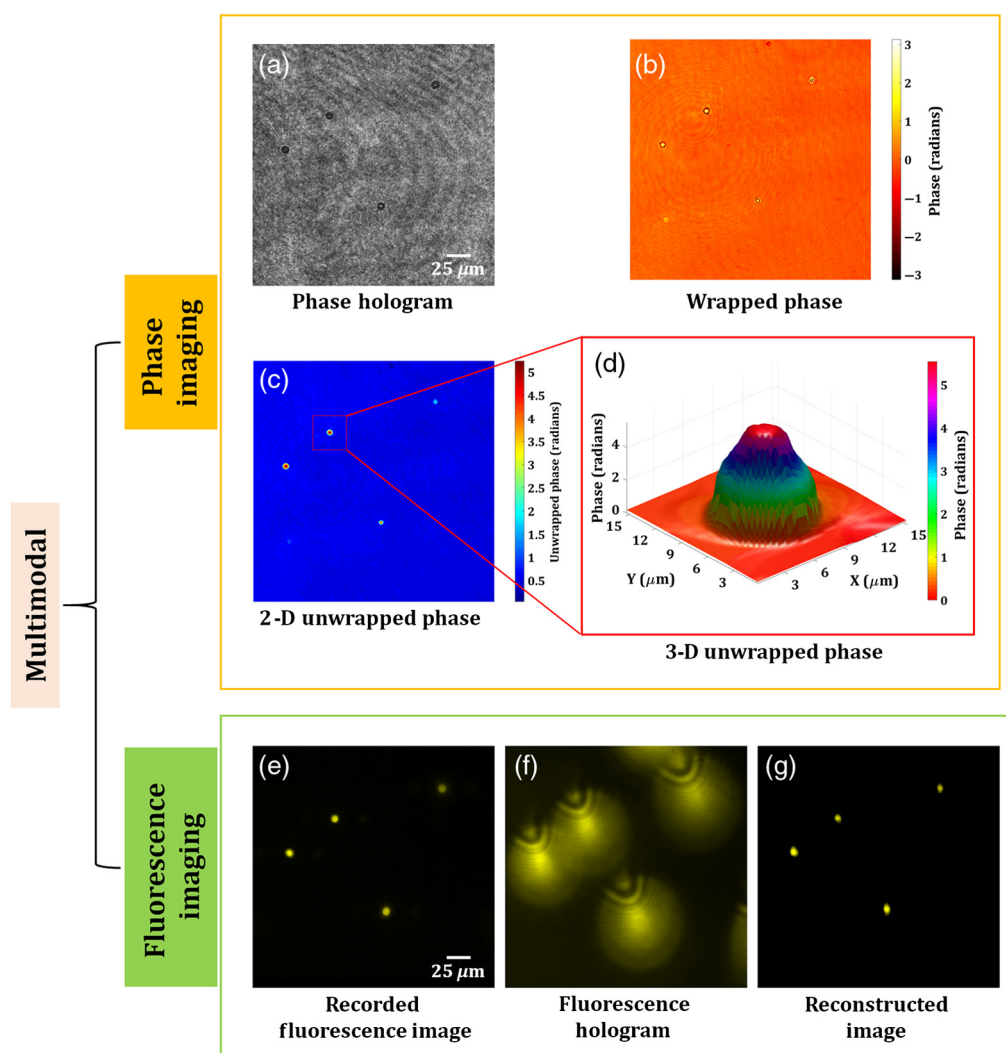 Multimodal
Phase
imaging
(a)
25 μm
Phase hologram
(b)
3
2
1
0
−1
−2
−3
Phase (radians)
Wrapped phase
(c)
5
4.5
4
3.5
3
2.5
2
1.5
1
0.5
Unwrapped phase (radians)
2-D unwrapped phase
(d)
Phase (radians)
4
2
0
15
12
9
6
3
Y (μm)
3
6
9
12
15
X (μm)
5
4
3
2
1
0
Phase (radians)
3-D unwrapped phase
Fluorescence
imaging
(e)
25 μm
Recorded
fluorescence image
(f)
Fluorescence
hologram
(g)
Reconstructed
image